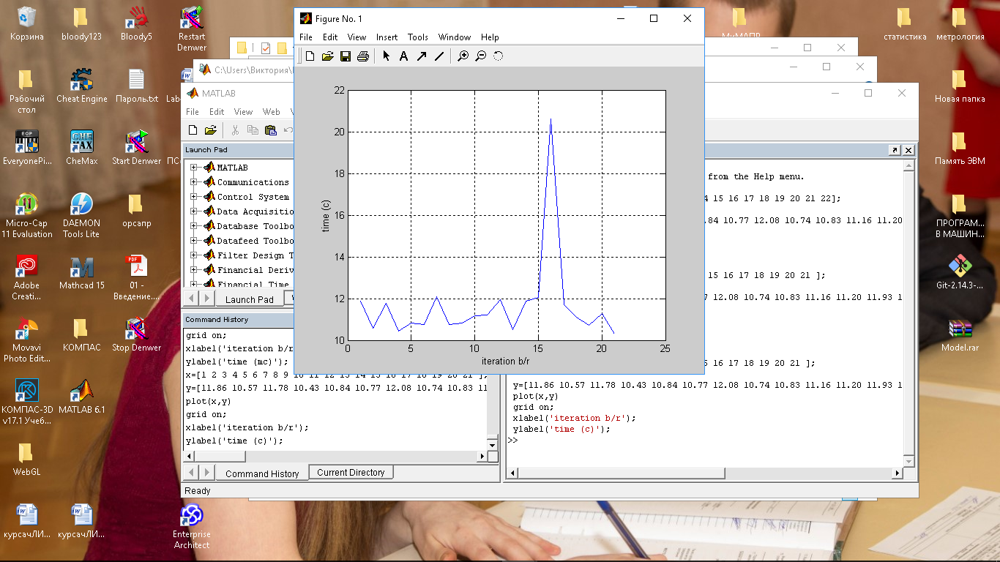 Корзина
bloody123
Bloody5
Restart
Denwer
Рабочий
стол
Cheat Engine
Пароль.txt
EveryonePi...
CheMax
Start Denwer
Micro-Cap
11 Evaluation
DAEMON
Tools Lite
орсапр
Adobe
Creati...
Mathcad 15
01 -
Введение....
Movavi
Photo Edit...
КОМПАС
Stop Denwer
КОМПАС-3D
v17.1 Учеб...
MATLAB 6.1
WebGL
курсачЛИ...
курсачЛИ...
Enterprise
Architect
Figure No. 1
File Edit View Insert Tools Window Help
22
20
18
16
14
12
10
0 5 10 15 20 25
time (c)
iteration b/r
C:\Users\Виктория\
MATLAB
File Edit View Web
Launch Pad
MATLAB
Communications
Control System
Data Acquisitio
Database Toolbo
Datafeed Toolbo
Filter Design T
Financial Deriv
Financial Time
Launch Pad
Command History
grid on;
xlabel('iteration b/r');
ylabel('time (mc)');
x=[1 2 3 4 5 6 7 8 9 10 11 12 13 14 15 16 17 18 19 20 21 ];
y=[11.86 10.57 11.78 10.43 10.84 10.77 12.08 10.74 10.83 11
plot(x,y)
grid on;
xlabel('iteration b/r');
ylabel('time (c)');
Command History
Current Directory
Ready
from the Help menu.
4 15 16 17 18 19 20 21 22];
.84 10.77 12.08 10.74 10.83 11.16 11.20
15 16 17 18 19 20 21 ];
7 12.08 10.74 10.83 11.16 11.20 11.93 1
5 16 17 18 19 20 21 ];
y=[11.86 10.57 11.78 10.43 10.84 10.77 12.08 10.74 10.83 11.16 11.20 11.93 1
plot(x,y)
grid on;
xlabel('iteration b/r');
ylabel('time (c)');
>>
статистика
метрология
Новая папка
Память ЭВМ
ПРОГРАМ...
В МАШИН...
Git-2.14.3-...
Model.rar